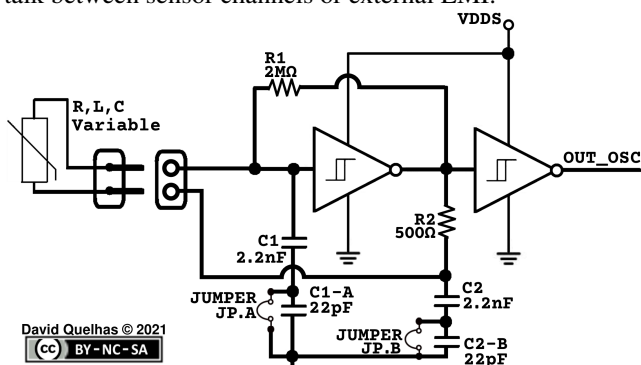 talk between sensor channels or external EMI.
VDDS
R1
2MΩ
R,L,C
Variable
OUT_OSC
R2
500Ω
C1
2.2nF
C2
2.2nF
JUMPER
JP.A
C1-A
22pF
JUMPER
JP.B
C2-B
22pF
David Quelhas © 2021
cc BY-NC-SA